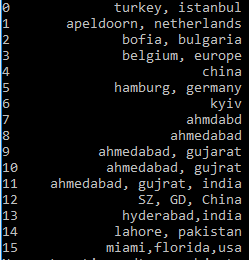 0 turkey, istanbul
1 apeldoorn, netherlands
2 bofia, bulgaria
3 belgium, europe
4 china
5 hamburg, germany
6 kyiv
7 ahmdabd
8 ahmedabad
9 ahmedabad, gujarat
10 ahmedabad, gujrat
11 ahmedabad, gujrat, india
12 SZ, GD, China
13 hyderabad,india
14 lahore, pakistan
15 miami,florida,usa